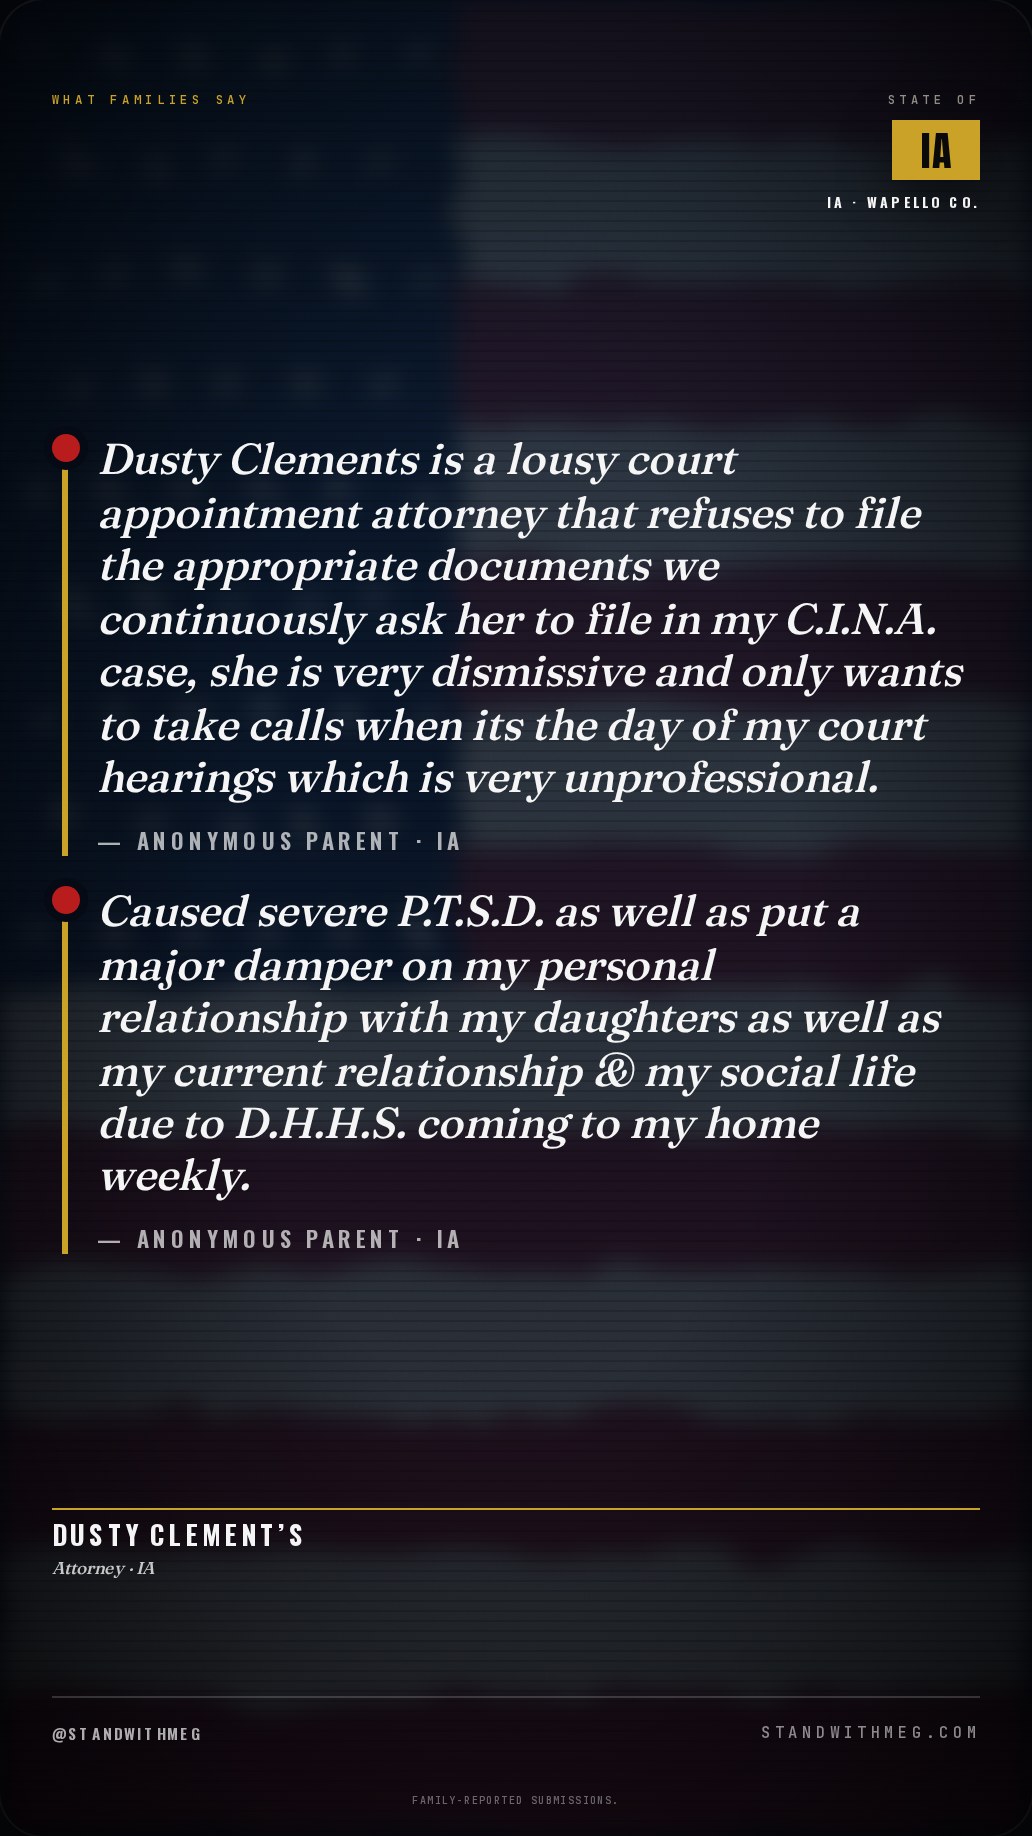 WHAT FAMILIES SAY
STATE OF
IA
IA · WAPELLO CO.
Dusty Clements is a lousy court
appointment attorney that refuses to file
the appropriate documents we
continuously ask her to file in my C.I.N.A.
case, she is very dismissive and only wants
to take calls when its the day of my court
hearings which is very unprofessional.
— ANONYMOUS PARENT · IA
Caused severe P.T.S.D. as well as put a
major damper on my personal
relationship with my daughters as well as
my current relationship & my social life
due to D.H.H.S. coming to my home
weekly.
— ANONYMOUS PARENT · IA
DUSTY CLEMENT’S
Attorney · IA
@STANDWITHMEG
STANDWITHMEG.COM
FAMILY-REPORTED SUBMISSIONS.